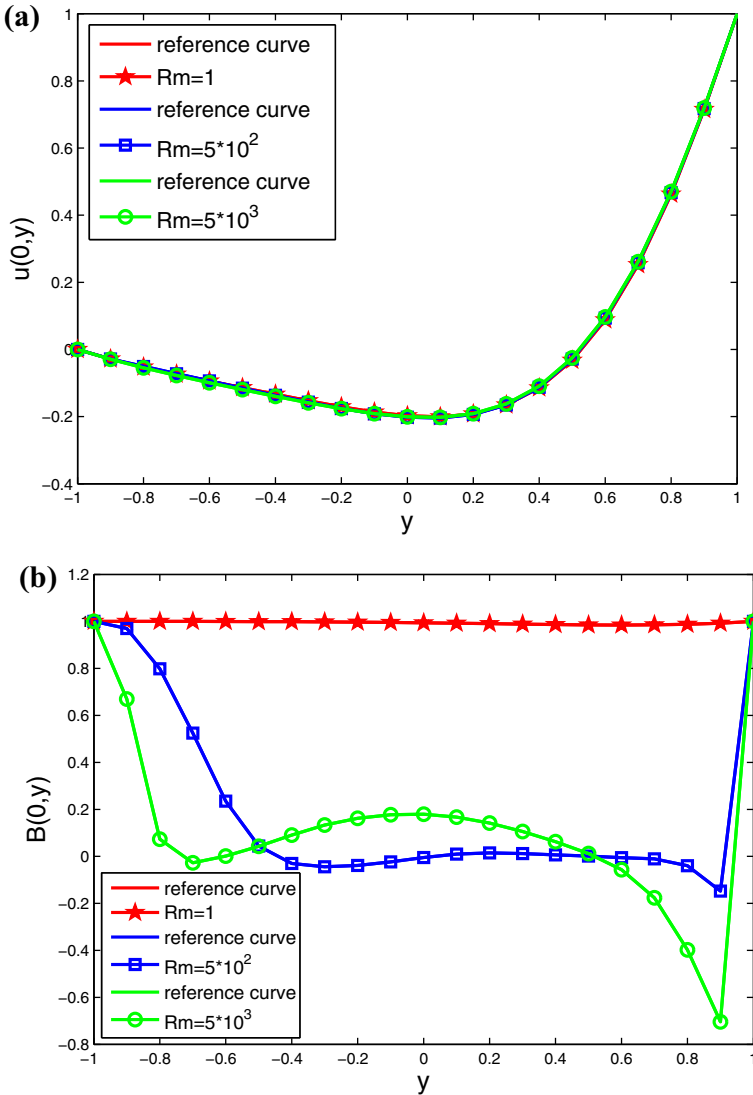 (a)
1
0.8
0.6
0.4
0.2
0
−0.2
−0.4
u(0,y)
reference curve
Rm=1
reference curve
Rm=5*10^2
reference curve
Rm=5*10^3
−1 −0.8 −0.6 −0.4 −0.2 0 0.2 0.4 0.6 0.8 1
y
(b)
1.2
1
0.8
0.6
0.4
0.2
0
−0.2
−0.4
−0.6
−0.8
B(0,y)
reference curve
Rm=1
reference curve
Rm=5*10^2
reference curve
Rm=5*10^3
−1 −0.8 −0.6 −0.4 −0.2 0 0.2 0.4 0.6 0.8 1
y